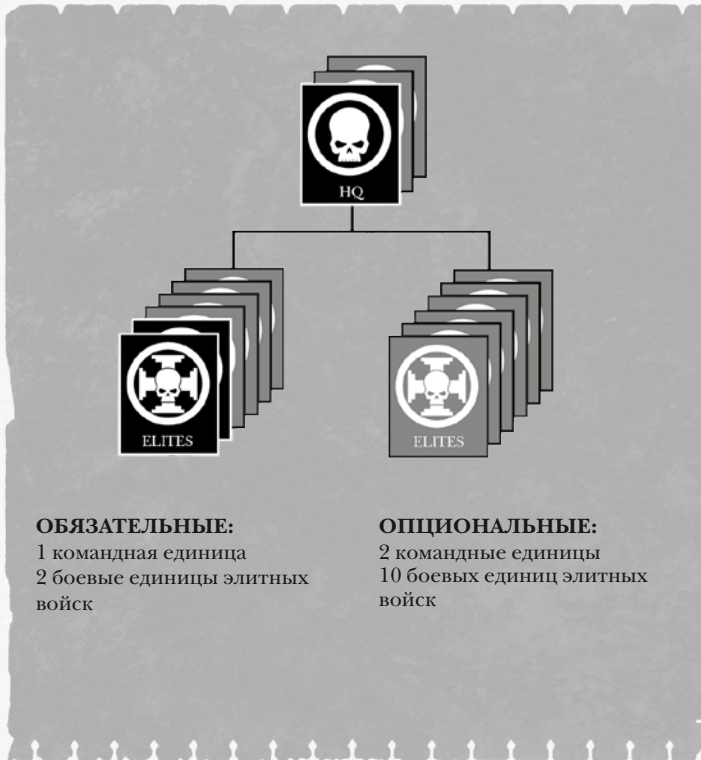 HQ
ELITES
ELITES
ОБЯЗАТЕЛЬНЫЕ:
1 командная единица
2 боевые единицы элитных
войск
ОПЦИОНАЛЬНЫЕ:
2 командные единицы
10 боевых единиц элитных
войск